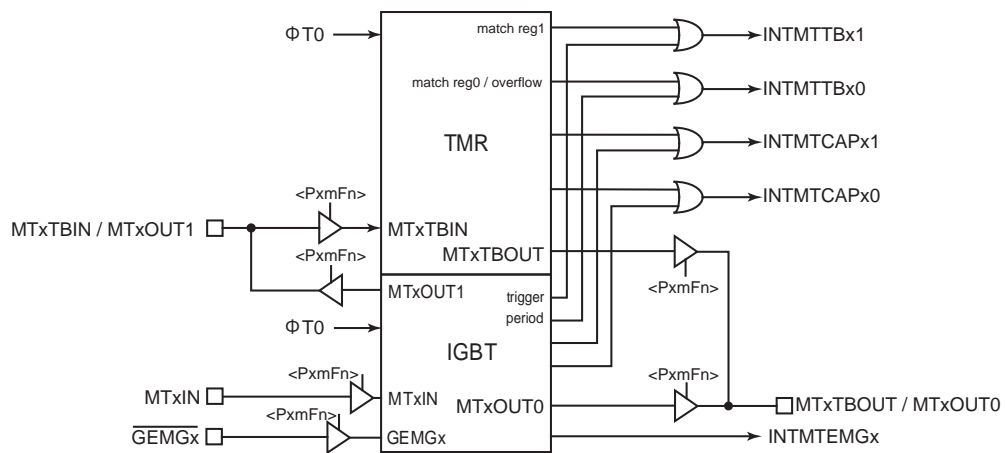 ΦT0
match reg1
INTMTTBx1
match reg0 / overflow
INTMTTBx0
TMR
INTMTCAPx1
<PxmFn>
INTMTCAPx0
MTxTBIN / MTxOUT1
MTxTBIN
MTxTBOUT
<PxmFn>
<PxmFn>
MTxOUT1
trigger
ΦT0
period
IGBT
<PxmFn>
<PxmFn>
MTxIN
MTxIN
MTxOUT0
MTxTBOUT / MTxOUT0
<PxmFn>
GEMGx
GEMGx
INTMTEMGx